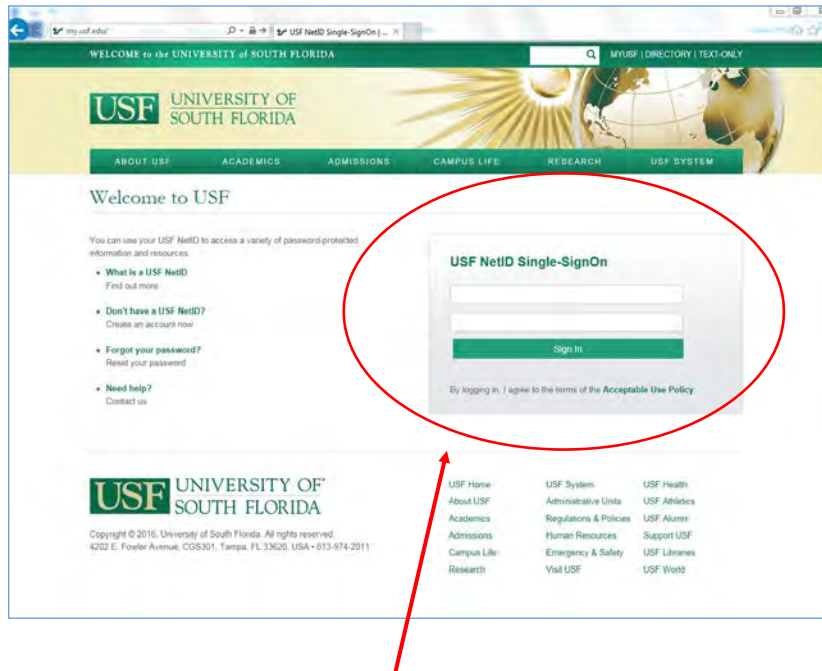 my.usf.edu/
USF NetID Single-SignOn | ...
WELCOME to the UNIVERSITY of SOUTH FLORIDA
MYUSF | DIRECTORY | TEXT-ONLY
USF UNIVERSITY OF
SOUTH FLORIDA
ABOUT USF ACADEMICS ADMISSIONS CAMPUS LIFE RESEARCH USF SYSTEM
Welcome to USF
You can use your USF NetID to access a variety of password-protected
information and resources.
• What is a USF NetID
Find out more
• Don't have a USF NetID?
Create an account now
• Forgot your password?
Reset your password
• Need help?
Contact us
USF NetID Single-SignOn
Sign In
By logging in, I agree to the terms of the Acceptable Use Policy
USF UNIVERSITY OF
SOUTH FLORIDA
Copyright © 2016, University of South Florida. All rights reserved.
4202 E. Fowler Avenue, CGS301, Tampa, FL 33620, USA • 813-974-2011
USF Home USF System USF Health
About USF Administrative Units USF Athletics
Academics Regulations & Policies USF Alumni
Admissions Human Resources Support USF
Campus Life Emergency & Safety USF Libraries
Research Visit USF USF World